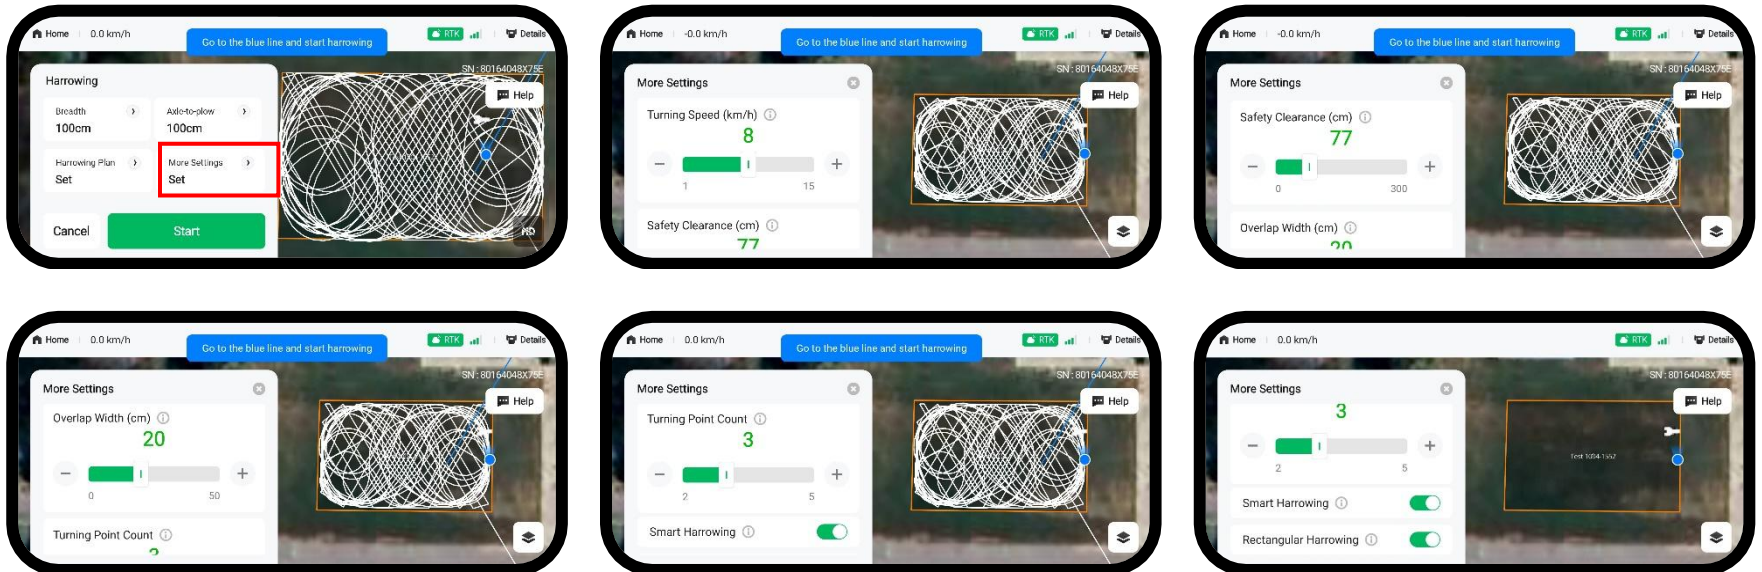 Home 0.0 km/h Go to the blue line and start harrowing RTK Details
SN : 80164048X75E
Help
Harrowing
Breadth Axle-to-plow
100cm 100cm
Harrowing Plan More Settings
Set Set
Cancel Start
Home -0.0 km/h Go to the blue line and start harrowing RTK Details
SN : 80164048X75E
More Settings Help
Turning Speed (km/h)
8
1 15
Safety Clearance (cm)
77
Home -0.0 km/h Go to the blue line and start harrowing RTK Details
SN : 80164048X75E
More Settings Help
Safety Clearance (cm)
77
0 300
Overlap Width (cm)
20
Home 0.0 km/h Go to the blue line and start harrowing RTK Details
SN : 80164048X75E
More Settings Help
Overlap Width (cm)
20
0 50
Turning Point Count
3
Home 0.0 km/h Go to the blue line and start harrowing RTK Details
SN : 80164048X75E
More Settings Help
Turning Point Count
3
2 5
Smart Harrowing
Home 0.0 km/h RTK Details
SN : 80164048X75E
More Settings Help
3
2 5
Test 1004-1552
Smart Harrowing
Rectangular Harrowing